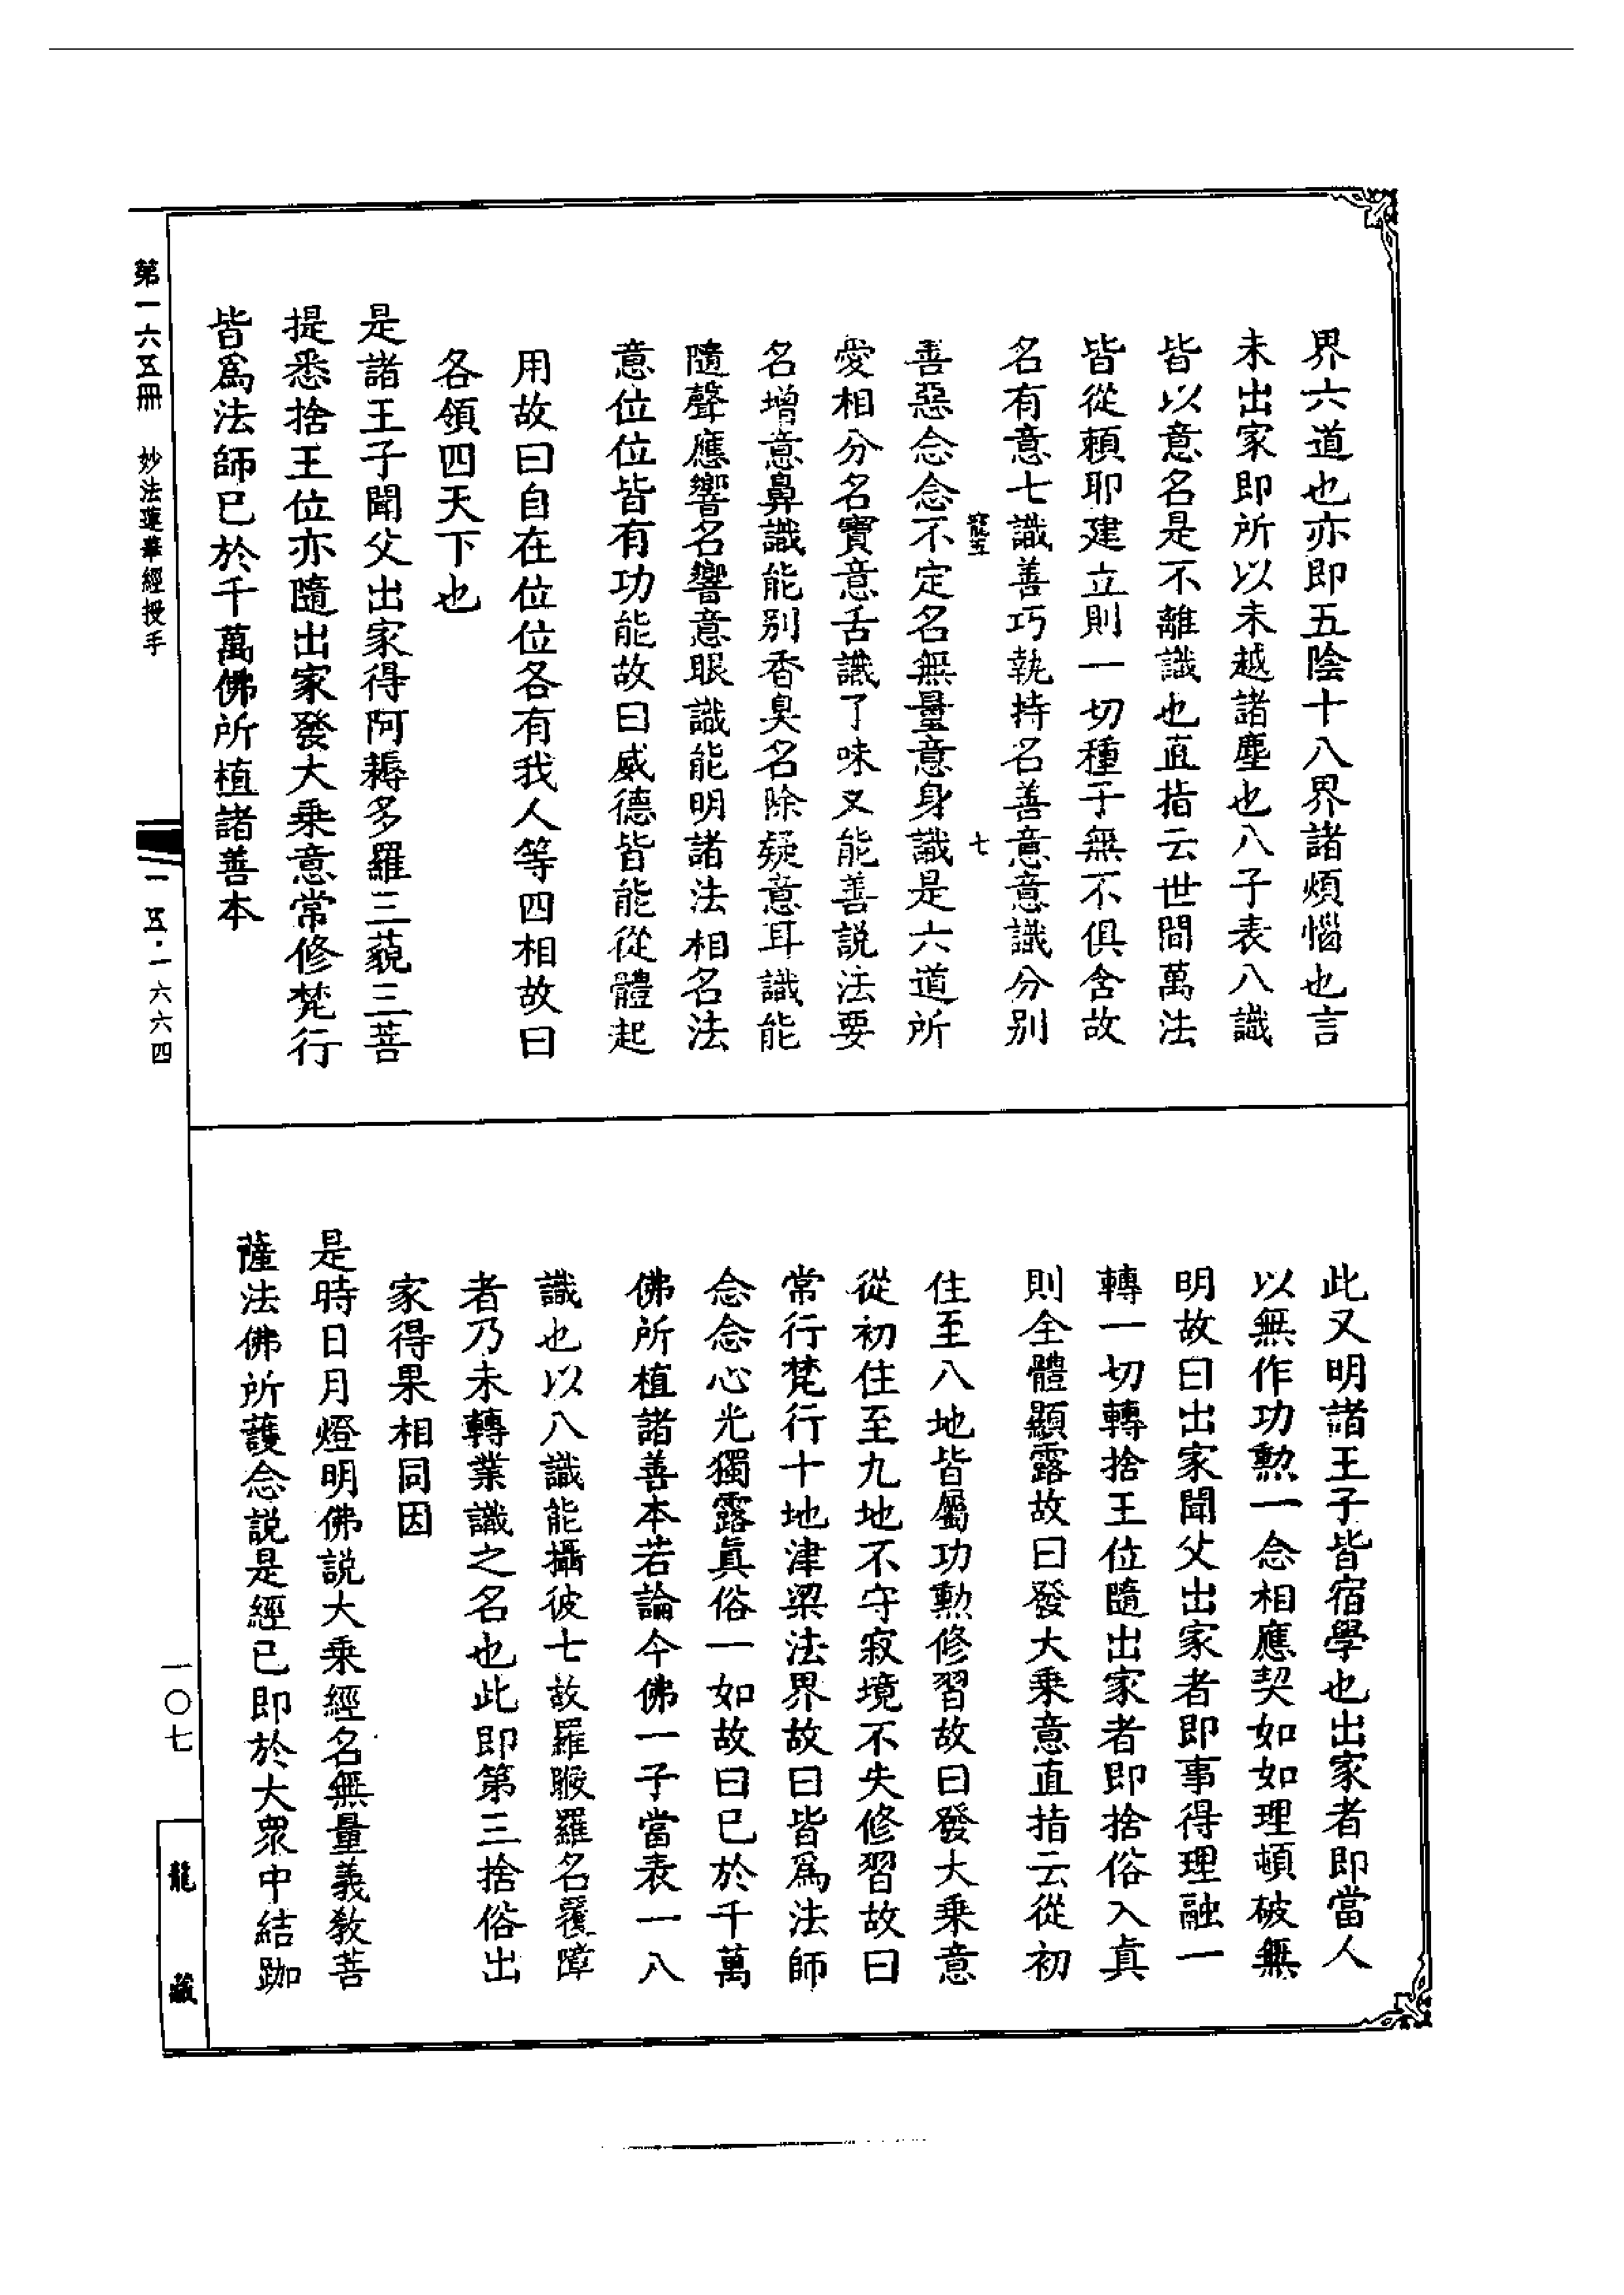 界六道也亦即五陰十八界諸煩惱也言
未出家即所以未越諸塵也八子表八識
皆以意名是不離識也直指云世間萬法
皆從賴耶建立則一切種子無不俱含故
名有意七識善巧執持名善意意識分別
七
善惡念念不定名無量意身識是六道所
愛相分名寶意舌識了味又能善説法要
名增意鼻識能別香臭名除疑意耳識能
隨聲應響名響意眼識能明諸法相名法
意位位皆有功能故曰威德皆能從體起
用故曰自在位位各有我人等四相故曰
各領四天下也
是諸王子聞父出家得阿耨多羅三藐三菩
提悉捨王位亦隨出家發大乗意常修梵行
皆爲法師已於千萬佛所植諸善本
此又明諸王子皆宿學也出家者即當人
以無作功勲一念相應契如如理頓破無
明故曰出家聞父出家者即事得理融一
轉一切轉捨王位隨出家者即捨俗入眞
則全體顯露故曰發大乗意直指云從初
住至八地皆屬功勲修習故曰發大乗意
從初住至九地不守寂境不失修習故曰
常行梵行十地津梁法界故曰皆爲法師
念念心光獨露眞俗一如故曰已於千萬
佛所植諸善本若論今佛一子當表一八
識也以八識能攝彼七故羅睺羅名覆障
者乃未轉業識之名也此即第三捨俗出
家得果相同因
是時日月燈明佛説大乗經名無量義教菩
薩法佛所護念説是經已即於大衆中結跏
第一六五冊　妙法蓮華經授手
一五·一六六四
一〇七
龍藏